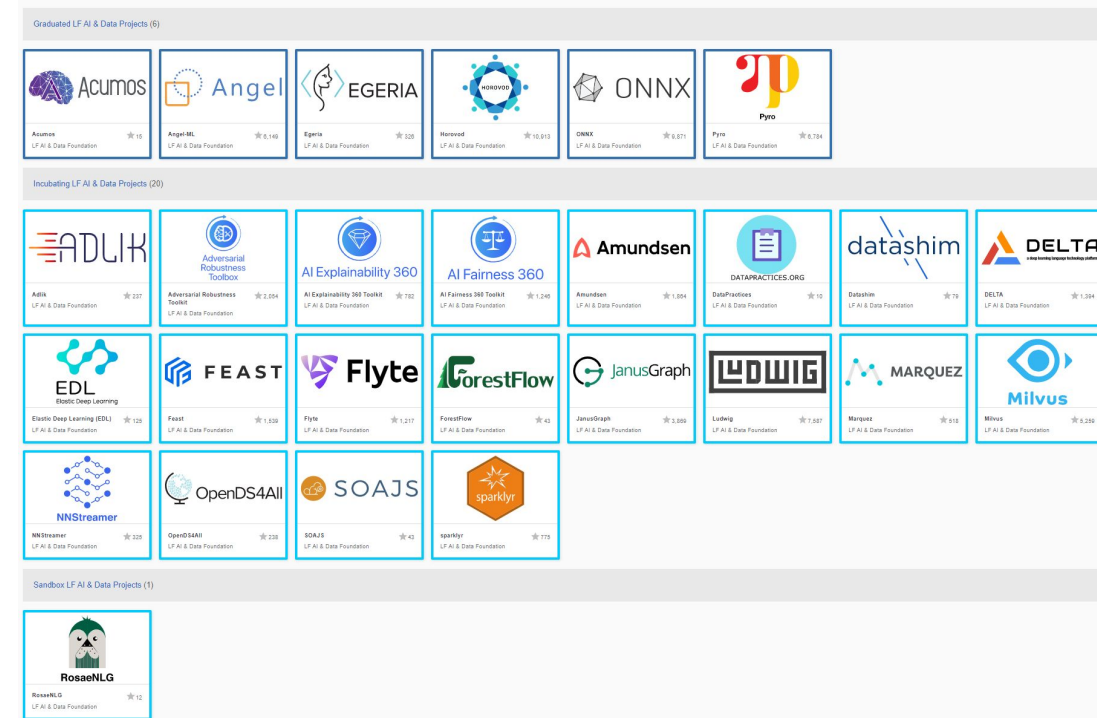 Graduated LF AI & Data Projects (6)
Acumos
Angel
EGERIA
HOROVOD
ONNX
Pyro
Acumos 15
LF AI & Data Foundation
Angel-ML 6,149
LF AI & Data Foundation
Egeria 326
LF AI & Data Foundation
Horovod 10,913
LF AI & Data Foundation
ONNX 9,871
LF AI & Data Foundation
Pyro 6,784
LF AI & Data Foundation
Incubating LF AI & Data Projects (20)
ADLIK
Adlik 237
LF AI & Data Foundation
Adversarial
Robustness
Toolbox
Adversarial Robustness
Toolkit 2,054
LF AI & Data Foundation
AI Explainability 360
AI Explainability 360 Toolkit 782
LF AI & Data Foundation
AI Fairness 360
AI Fairness 360 Toolkit 1,246
LF AI & Data Foundation
Amundsen
Amundsen 1,864
LF AI & Data Foundation
DATAPRACTICES.ORG
DataPractices 10
LF AI & Data Foundation
datashim
Datashim 79
LF AI & Data Foundation
DELTA
a deep learning language technology platform
DELTA 1,394
LF AI & Data Foundation
EDL
Elastic Deep Learning
Elastic Deep Learning (EDL) 125
LF AI & Data Foundation
FEAST
Feast 1,539
LF AI & Data Foundation
Flyte
Flyte 1,217
LF AI & Data Foundation
ForestFlow
ForestFlow 43
LF AI & Data Foundation
JanusGraph
JanusGraph 3,869
LF AI & Data Foundation
LUDWIG
Ludwig 7,587
LF AI & Data Foundation
MARQUEZ
Marquez 518
LF AI & Data Foundation
Milvus
Milvus 5,259
LF AI & Data Foundation
NNStreamer
NNStreamer 325
LF AI & Data Foundation
OpenDS4All
OpenDS4All 238
LF AI & Data Foundation
SOAJS
SOAJS 43
LF AI & Data Foundation
sparklyr
sparklyr 775
LF AI & Data Foundation
Sandbox LF AI & Data Projects (1)
RosaeNLG
RosaeNLG 12
LF AI & Data Foundation